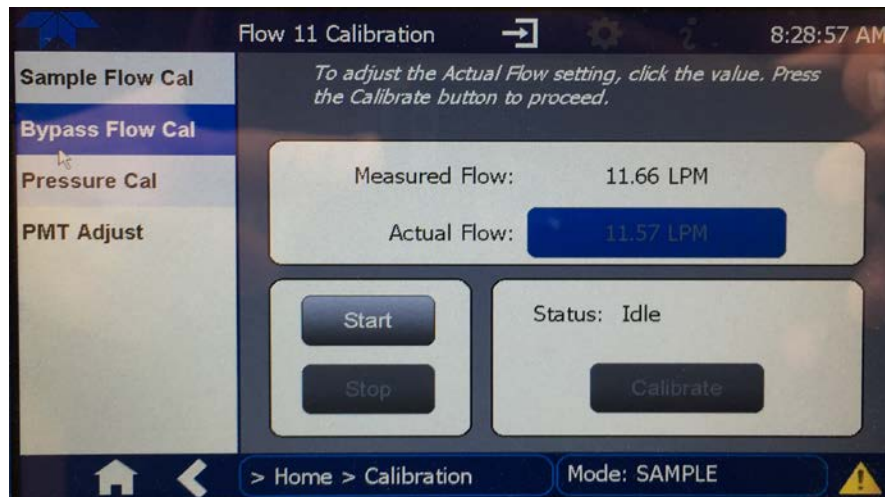 Flow 11 Calibration
8:28:57 AM
Sample Flow Cal
Bypass Flow Cal
Pressure Cal
PMT Adjust
To adjust the Actual Flow setting, click the value. Press
the Calibrate button to proceed.
Measured Flow: 11.66 LPM
Actual Flow: 11.57 LPM
Start
Stop
Status: Idle
Calibrate
> Home > Calibration
Mode: SAMPLE